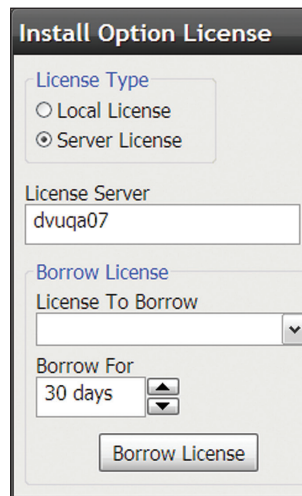 Install Option License
License Type
Local License
Server License
License Server
dvuqa07
Borrow License
License To Borrow
Borrow For
30 days
Borrow License